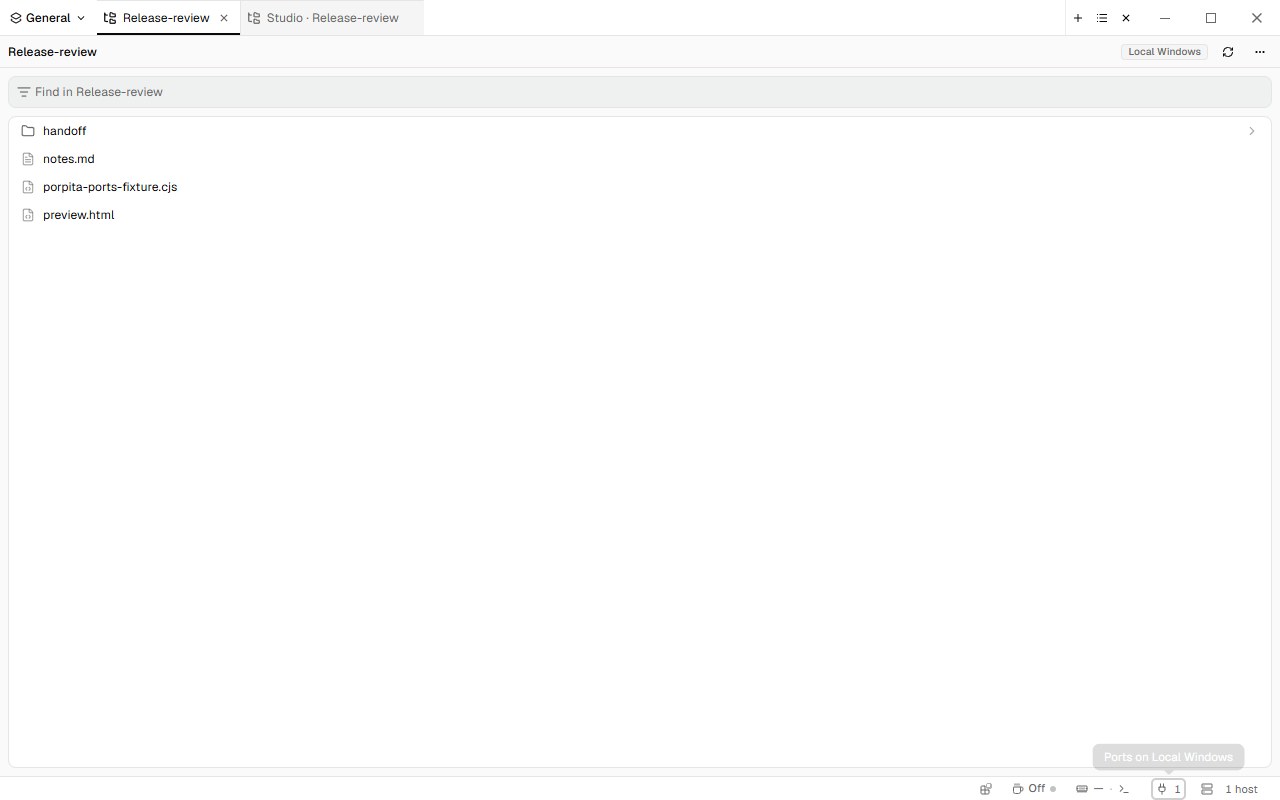 General
Release-review
Studio · Release-review
Release-review
Local Windows
Find in Release-review
handoff
notes.md
porpita-ports-fixture.cjs
preview.html
Ports on Local Windows
Off
1
1 host